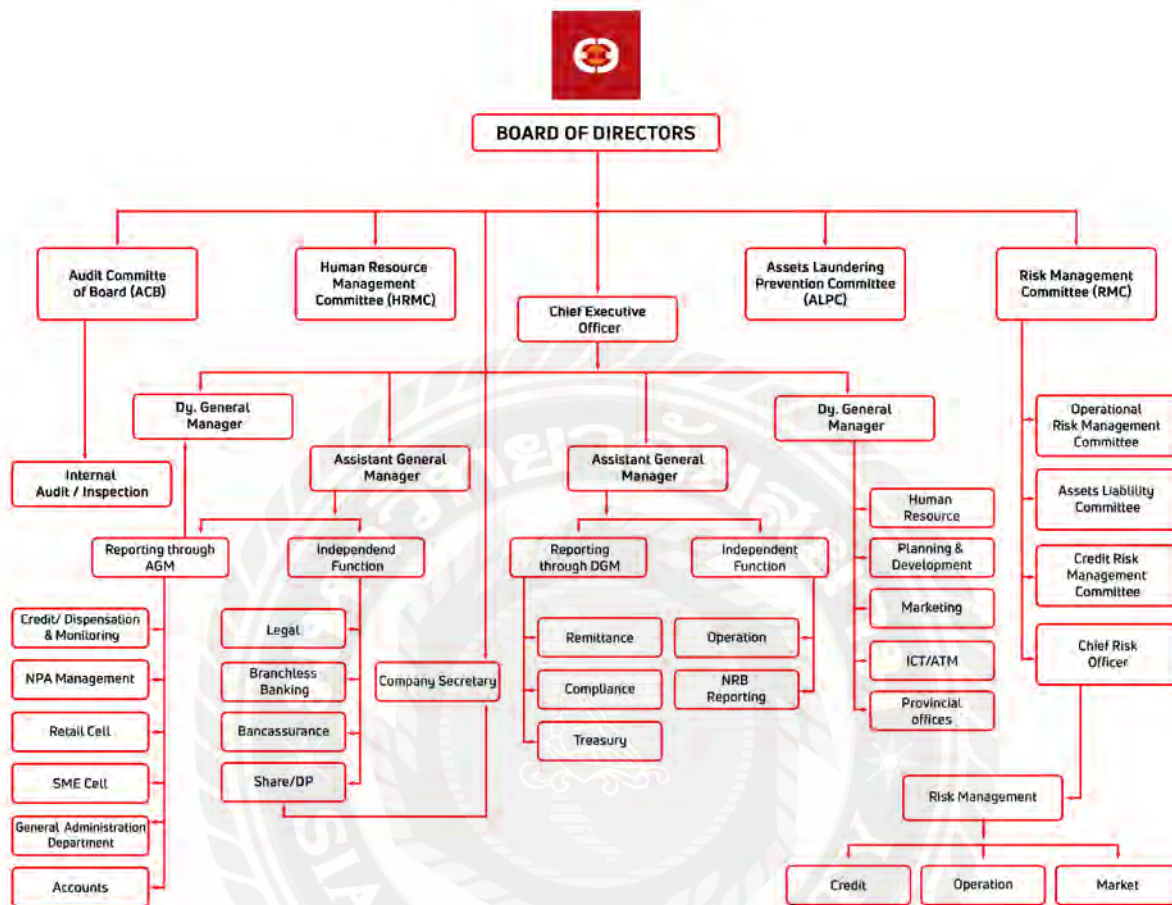 BOARD OF DIRECTORS
Audit Committe
of Board (ACB)
Human Resource
Management
Committee (HRMC)
Chief Executive
Officer
Assets Laundering
Prevention Committee
(ALPC)
Risk Management
Committee (RMC)
Dy. General
Manager
Assistant General
Manager
Assistant General
Manager
Dy. General
Manager
Internal
Audit / Inspection
Operational
Risk Management
Committee
Assets Liablility
Committee
Credit Risk
Management
Committee
Chief Risk
Officer
Reporting through
AGM
Independend
Function
Reporting
through DGM
Independent
Function
Human
Resource
Planning &
Development
Marketing
ICT/ATM
Provincial
offices
Credit/ Dispensation
& Monitoring
NPA Management
Retail Cell
SME Cell
General Administration
Department
Accounts
Legal
Branchless
Banking
Bancassurance
Share/DP
Company Secretary
Remittance
Compliance
Treasury
Operation
NRB
Reporting
Risk Management
Credit
Operation
Market